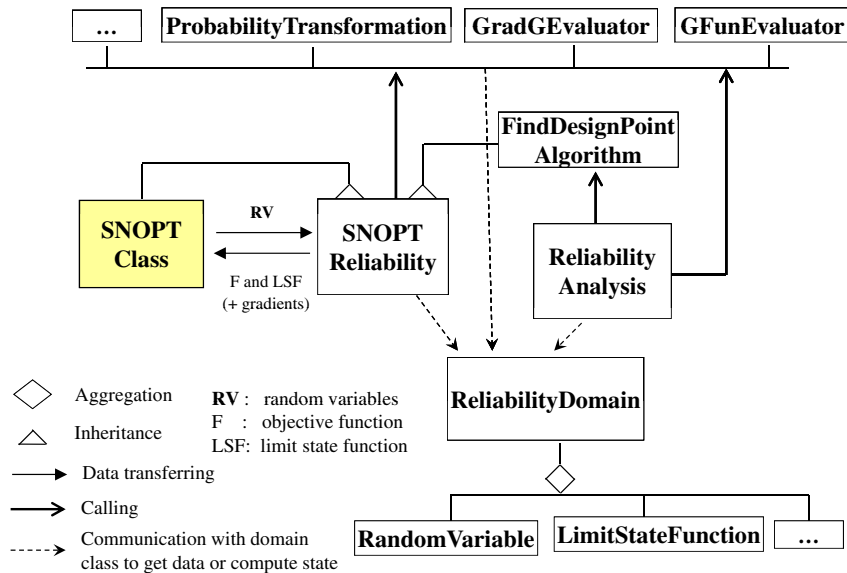 ...
ProbabilityTransformation
GradGEvaluator
GFunEvaluator
FindDesignPoint
Algorithm
SNOPT
Class
RV
F and LSF
(+ gradients)
SNOPT
Reliability
Reliability
Analysis
ReliabilityDomain
Aggregation
Inheritance
Data transferring
Calling
Communication with domain
class to get data or compute state
RV : random variables
F : objective function
LSF: limit state function
RandomVariable
LimitStateFunction
...